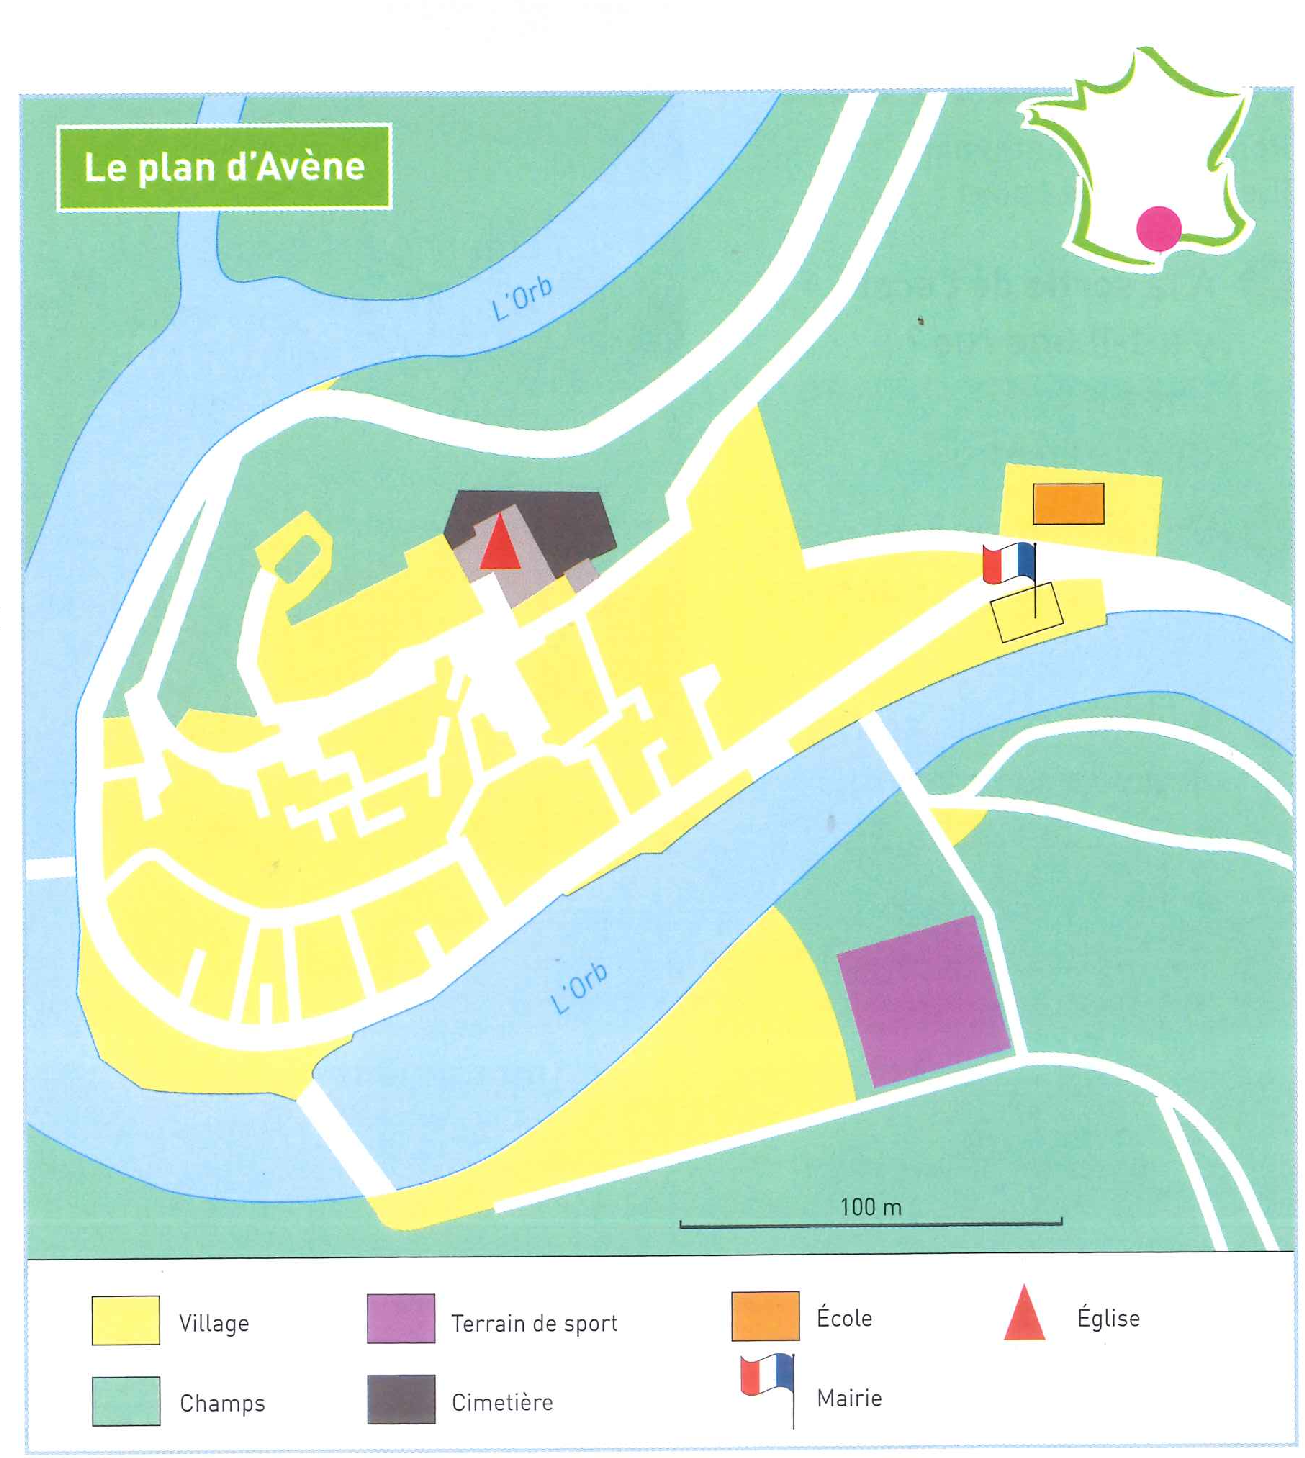 Le plan d'Avène
L'Orb
L'Orb
100 m
Village
Terrain de sport
École
Église
Champs
Cimetière
Mairie